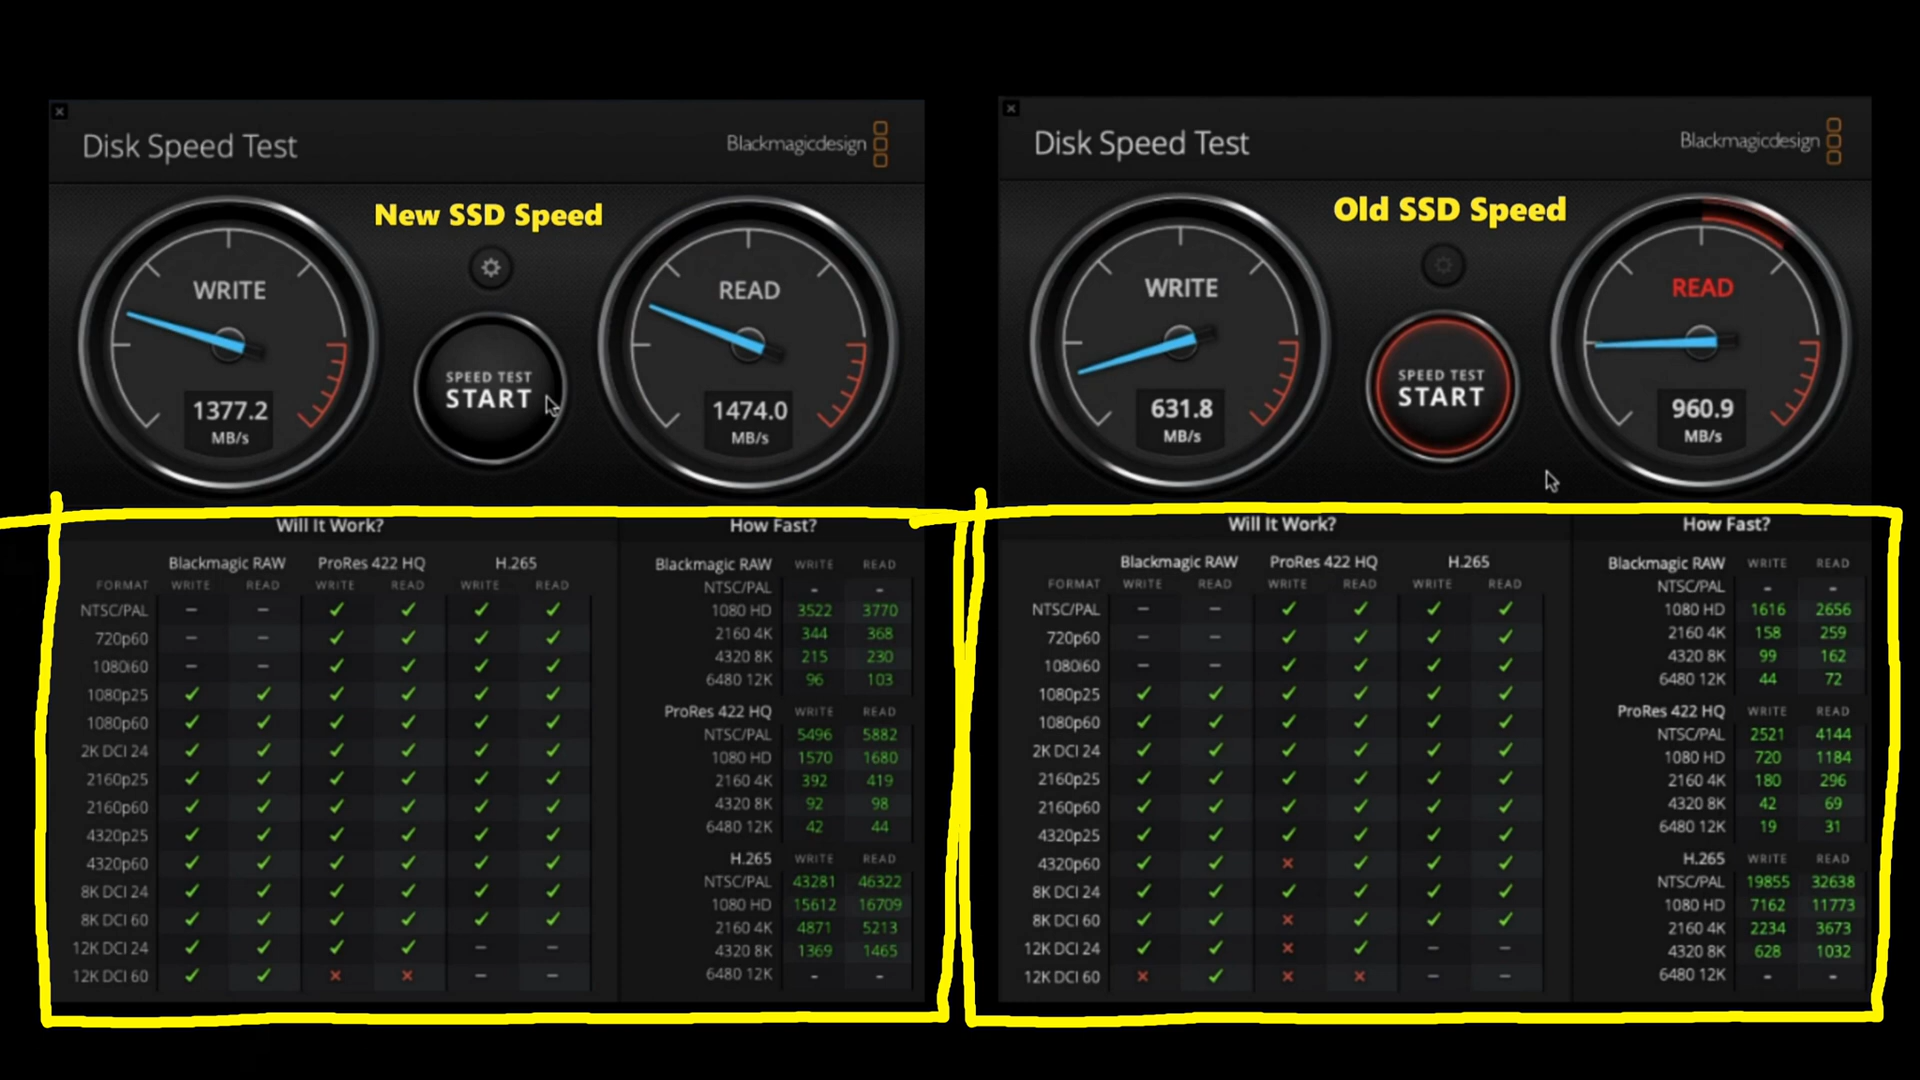 Disk Speed Test
Blackmagicdesign
New SSD Speed
WRITE
1377.2
MB/s
SPEED TEST
START
READ
1474.0
MB/s
Will It Work?
Blackmagic RAW ProRes 422 HQ H.265
FORMAT WRITE READ WRITE READ WRITE READ
NTSC/PAL – – ✓ ✓ ✓ ✓
720p60 – – ✓ ✓ ✓ ✓
1080i60 – – ✓ ✓ ✓ ✓
1080p25 ✓ ✓ ✓ ✓ ✓ ✓
1080p60 ✓ ✓ ✓ ✓ ✓ ✓
2K DCI 24 ✓ ✓ ✓ ✓ ✓ ✓
2160p25 ✓ ✓ ✓ ✓ ✓ ✓
2160p60 ✓ ✓ ✓ ✓ ✓ ✓
4320p25 ✓ ✓ ✓ ✓ ✓ ✓
4320p60 ✓ ✓ ✓ ✓ ✓ ✓
8K DCI 24 ✓ ✓ ✓ ✓ ✓ ✓
8K DCI 60 ✓ ✓ ✓ ✓ ✓ ✓
12K DCI 24 ✓ ✓ ✓ ✓ – –
12K DCI 60 ✓ ✓ × × – –
How Fast?
Blackmagic RAW WRITE READ
NTSC/PAL - -
1080 HD 3522 3770
2160 4K 344 368
4320 8K 215 230
6480 12K 96 103
ProRes 422 HQ WRITE READ
NTSC/PAL 5496 5882
1080 HD 1570 1680
2160 4K 392 419
4320 8K 92 98
6480 12K 42 44
H.265 WRITE READ
NTSC/PAL 43281 46322
1080 HD 15612 16709
2160 4K 4871 5213
4320 8K 1369 1465
6480 12K - -
Disk Speed Test
Blackmagicdesign
Old SSD Speed
WRITE
631.8
MB/s
SPEED TEST
START
READ
960.9
MB/s
Will It Work?
Blackmagic RAW ProRes 422 HQ H.265
FORMAT WRITE READ WRITE READ WRITE READ
NTSC/PAL – – ✓ ✓ ✓ ✓
720p60 – – ✓ ✓ ✓ ✓
1080i60 – – ✓ ✓ ✓ ✓
1080p25 ✓ ✓ ✓ ✓ ✓ ✓
1080p60 ✓ ✓ ✓ ✓ ✓ ✓
2K DCI 24 ✓ ✓ ✓ ✓ ✓ ✓
2160p25 ✓ ✓ ✓ ✓ ✓ ✓
2160p60 ✓ ✓ ✓ ✓ ✓ ✓
4320p25 ✓ ✓ ✓ ✓ ✓ ✓
4320p60 ✓ ✓ × ✓ ✓ ✓
8K DCI 24 ✓ ✓ ✓ ✓ ✓ ✓
8K DCI 60 ✓ ✓ × ✓ ✓ ✓
12K DCI 24 ✓ ✓ × ✓ – –
12K DCI 60 × ✓ × × – –
How Fast?
Blackmagic RAW WRITE READ
NTSC/PAL - -
1080 HD 1616 2656
2160 4K 158 259
4320 8K 99 162
6480 12K 44 72
ProRes 422 HQ WRITE READ
NTSC/PAL 2521 4144
1080 HD 720 1184
2160 4K 180 296
4320 8K 42 69
6480 12K 19 31
H.265 WRITE READ
NTSC/PAL 19855 32638
1080 HD 7162 11773
2160 4K 2234 3673
4320 8K 628 1032
6480 12K - -